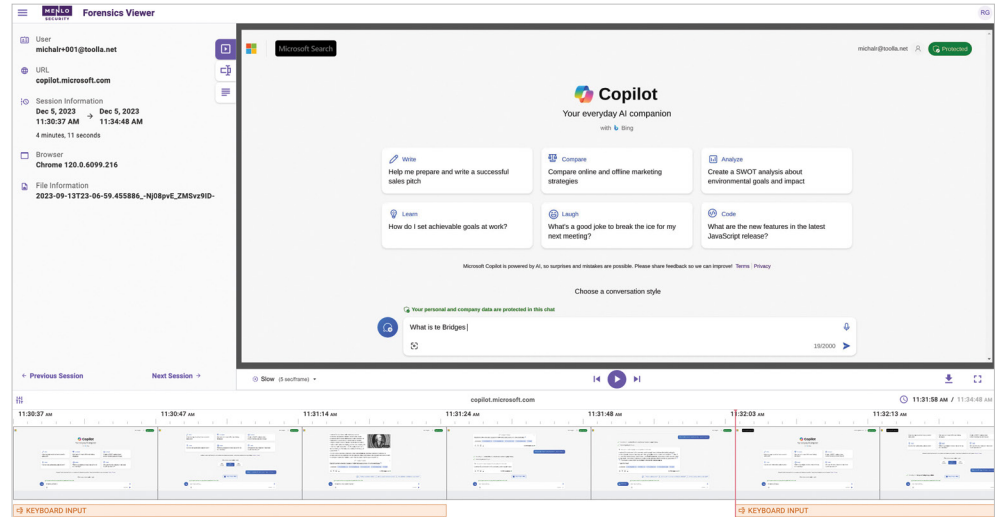 MENLO
SECURITY
Forensics Viewer
RG
User
michalr+001@toolla.net
URL
copilot.microsoft.com
Session Information
Dec 5, 2023 → Dec 5, 2023
11:30:37 AM 11:34:48 AM
4 minutes, 11 seconds
Browser
Chrome 120.0.6099.216
File Information
2023-09-13T23-06-59.455886_-Nj08pvE_ZMSvz9ID-
← Previous Session
Next Session →
Microsoft Search
michalr@toolla.net
Protected
Copilot
Your everyday AI companion
with b Bing
Write
Help me prepare and write a successful
sales pitch
Compare
Compare online and offline marketing
strategies
Analyze
Create a SWOT analysis about
environmental goals and impact
Learn
How do I set achievable goals at work?
Laugh
What's a good joke to break the ice for my
next meeting?
Code
What are the new features in the latest
JavaScript release?
Microsoft Copilot is powered by AI, so surprises and mistakes are possible. Please share feedback so we can improve! Terms | Privacy
Choose a conversation style
Your personal and company data are protected in this chat
What is te Bridges
19/2000
Slow (5 sec/frame)
copilot.microsoft.com
11:31:58 AM / 11:34:48 AM
11:30:37 AM
11:30:47 AM
11:31:14 AM
11:31:24 AM
11:31:48 AM
11:32:03 AM
11:32:13 AM
Copilot
Copilot
KEYBOARD INPUT
KEYBOARD INPUT